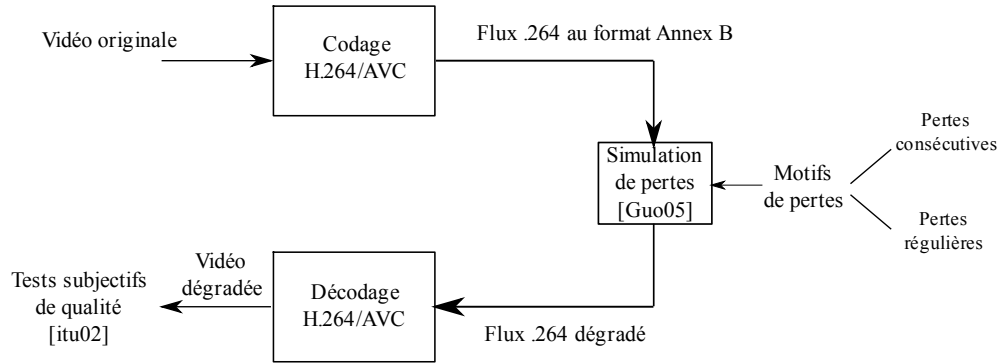 Vidéo originale
Codage
H.264/AVC
Flux .264 au format Annex B
Simulation
de pertes
[Guo05]
Motifs
de pertes
Pertes
consécutives
Pertes
régulières
Flux .264 dégradé
Décodage
H.264/AVC
Vidéo
dégradée
Tests subjectifs
de qualité
[itu02]